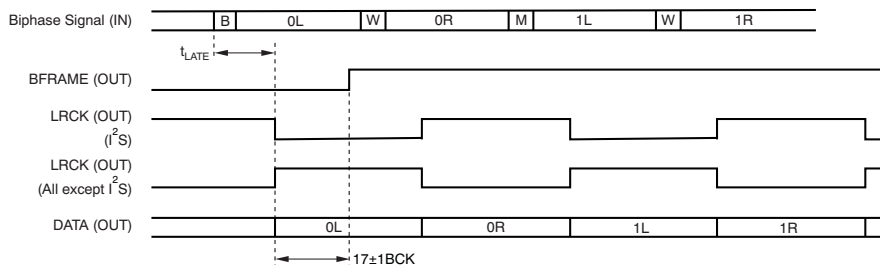 Biphase Signal (IN) B 0L W 0R M 1L W 1R
tLATE
BFRAME (OUT)
LRCK (OUT)
(I²S)
LRCK (OUT)
(All except I²S)
DATA (OUT) 0L 0R 1L 1R
17±1BCK